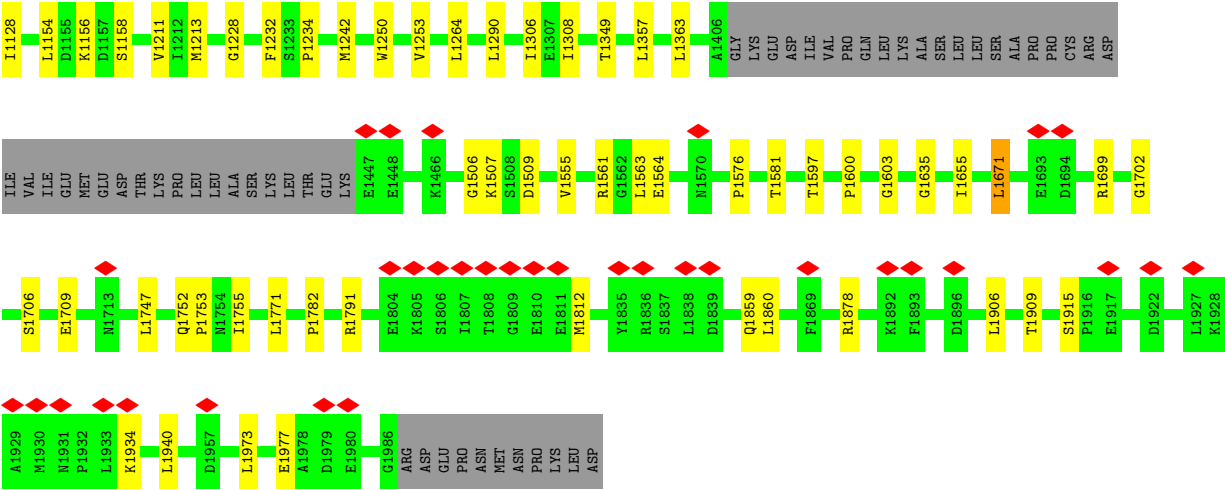 I1128 L1154 D1155 K1156 D1157 S1158 V1211 I1212 M1213 G1228 F1232 S1233 P1234 M1242 W1250 V1253 L1264 L1290 I1306 E1307 I1308 T1349 L1357 L1363 A1406 GLY LYS GLU ASP ILE VAL PRO GLN LEU LYS ALA SER LEU LEU SER ALA PRO PRO CYS ARG ASP
ILE VAL ILE GLU MET GLU ASP THR LYS PRO LEU LEU ALA SER LYS LEU THR GLU LYS E1447 E1448 K1466 G1506 K1507 S1508 D1509 V1555 R1561 G1562 L1563 E1564 N1570 P1576 T1581 T1597 P1600 G1603 G1635 I1655 L1671 E1693 D1694 R1699 G1702
S1706 E1709 N1713 L1747 Q1752 P1753 N1754 I1755 L1771 P1782 R1791 E1804 K1805 S1806 I1807 T1808 G1809 E1810 E1811 M1812 Y1835 R1836 S1837 L1838 D1839 Q1859 L1860 F1869 R1878 K1892 F1893 D1896 L1906 T1909 S1915 P1916 E1917 D1922 L1927 K1928
A1929 M1930 N1931 P1932 L1933 K1934 L1940 D1957 L1973 E1977 A1978 D1979 E1980 G1986 ARG ASP GLU PRO ASN MET ASN PRO LYS LEU ASP